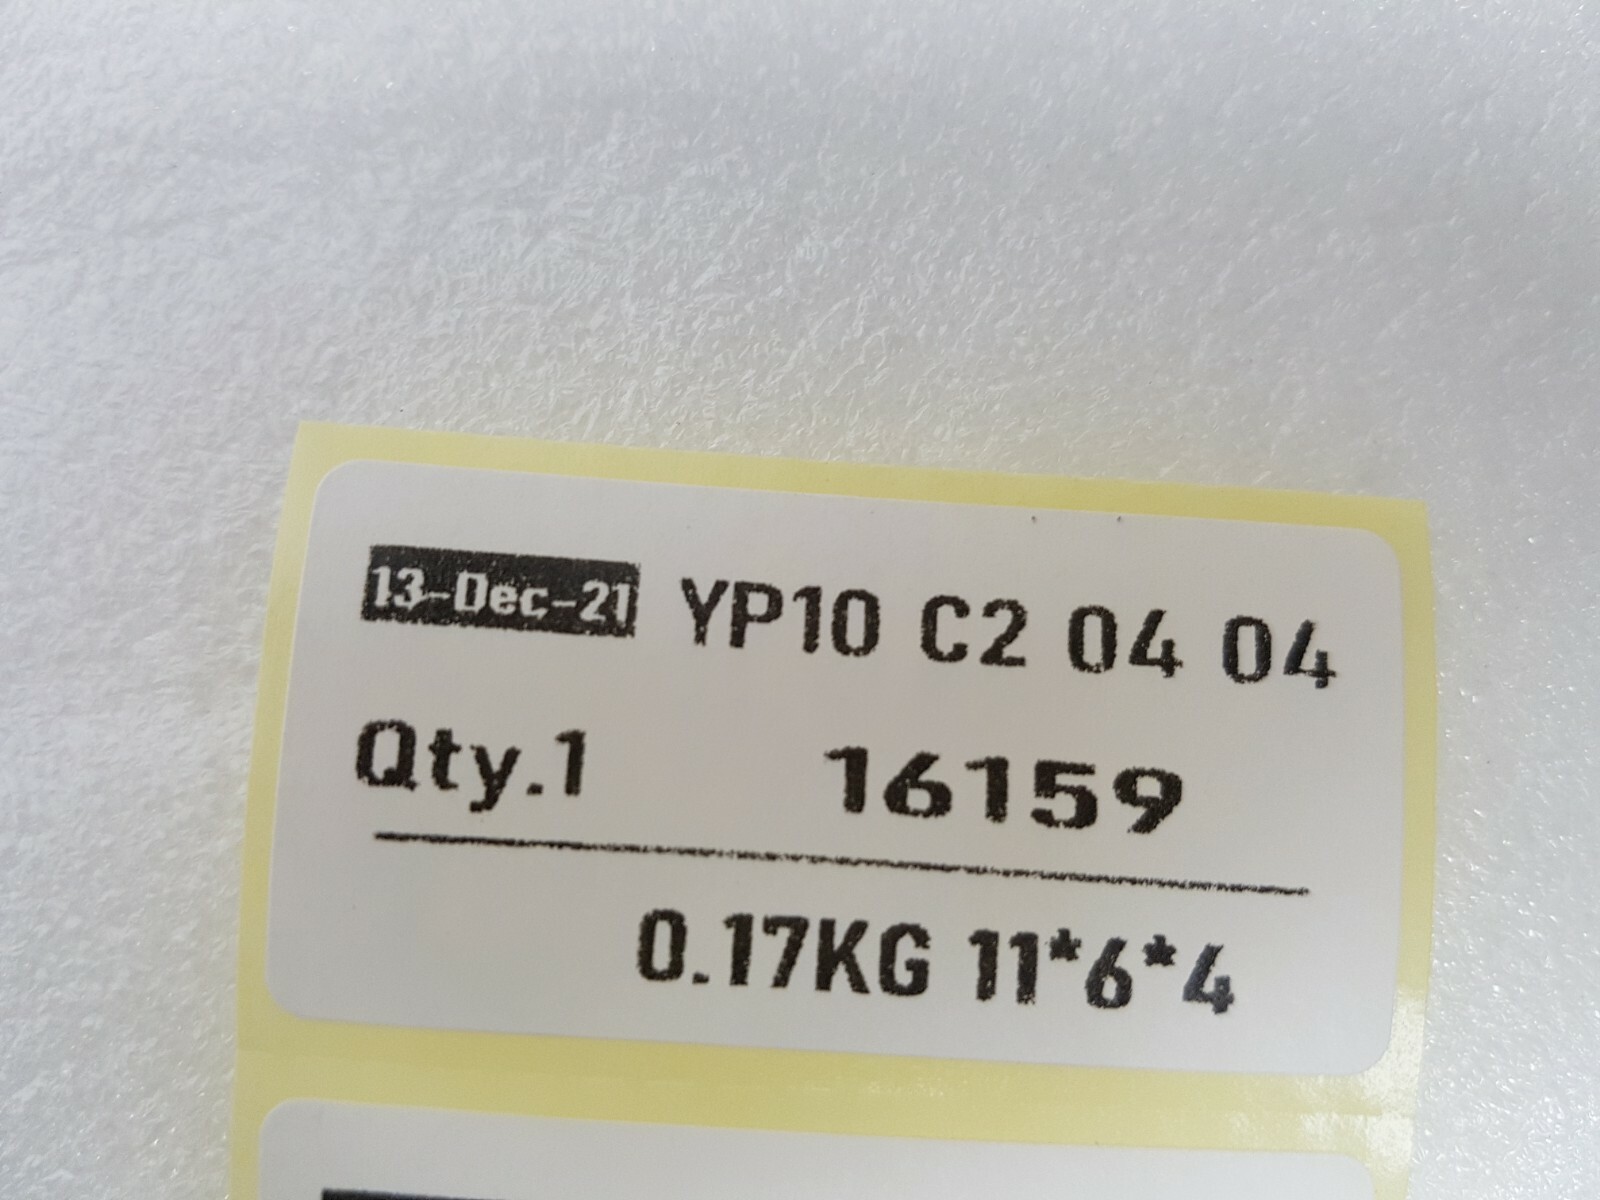 13-Dec-21 YP10 C2 04 04
Qty.1 16159
0.17KG 11*6*4